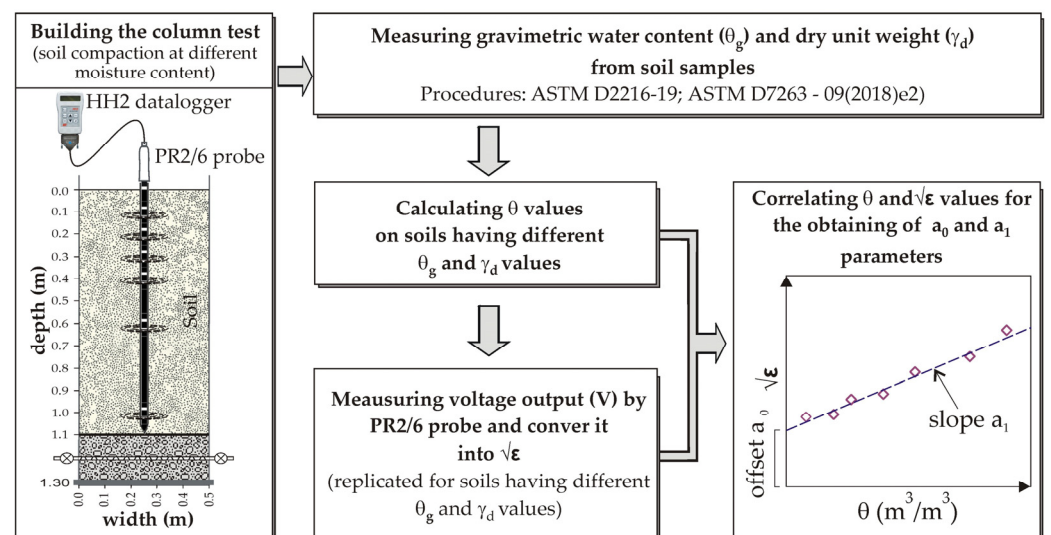 Building the column test
(soil compaction at different
moisture content)
HH2 datalogger
PR2/6 probe
0.0
0.1
0.2
0.3
0.4
0.5
0.6
0.7
0.8
0.9
1.0
1.1
1.30
depth (m)
Soil
0.0
0.1
0.2
0.3
0.4
0.5
width (m)
Measuring gravimetric water content (θg) and dry unit weight (γd)
from soil samples
Procedures: ASTM D2216-19; ASTM D7263 - 09(2018)e2)
Calculating θ values
on soils having different
θg and γd values
Meausuring voltage output (V) by
PR2/6 probe and conver it
into √ε
(replicated for soils having different
θg and γd values)
Correlating θ and√ε values for
the obtaining of a0 and a1
parameters
√ε
offset a0
slope a1
θ (m³/m³)